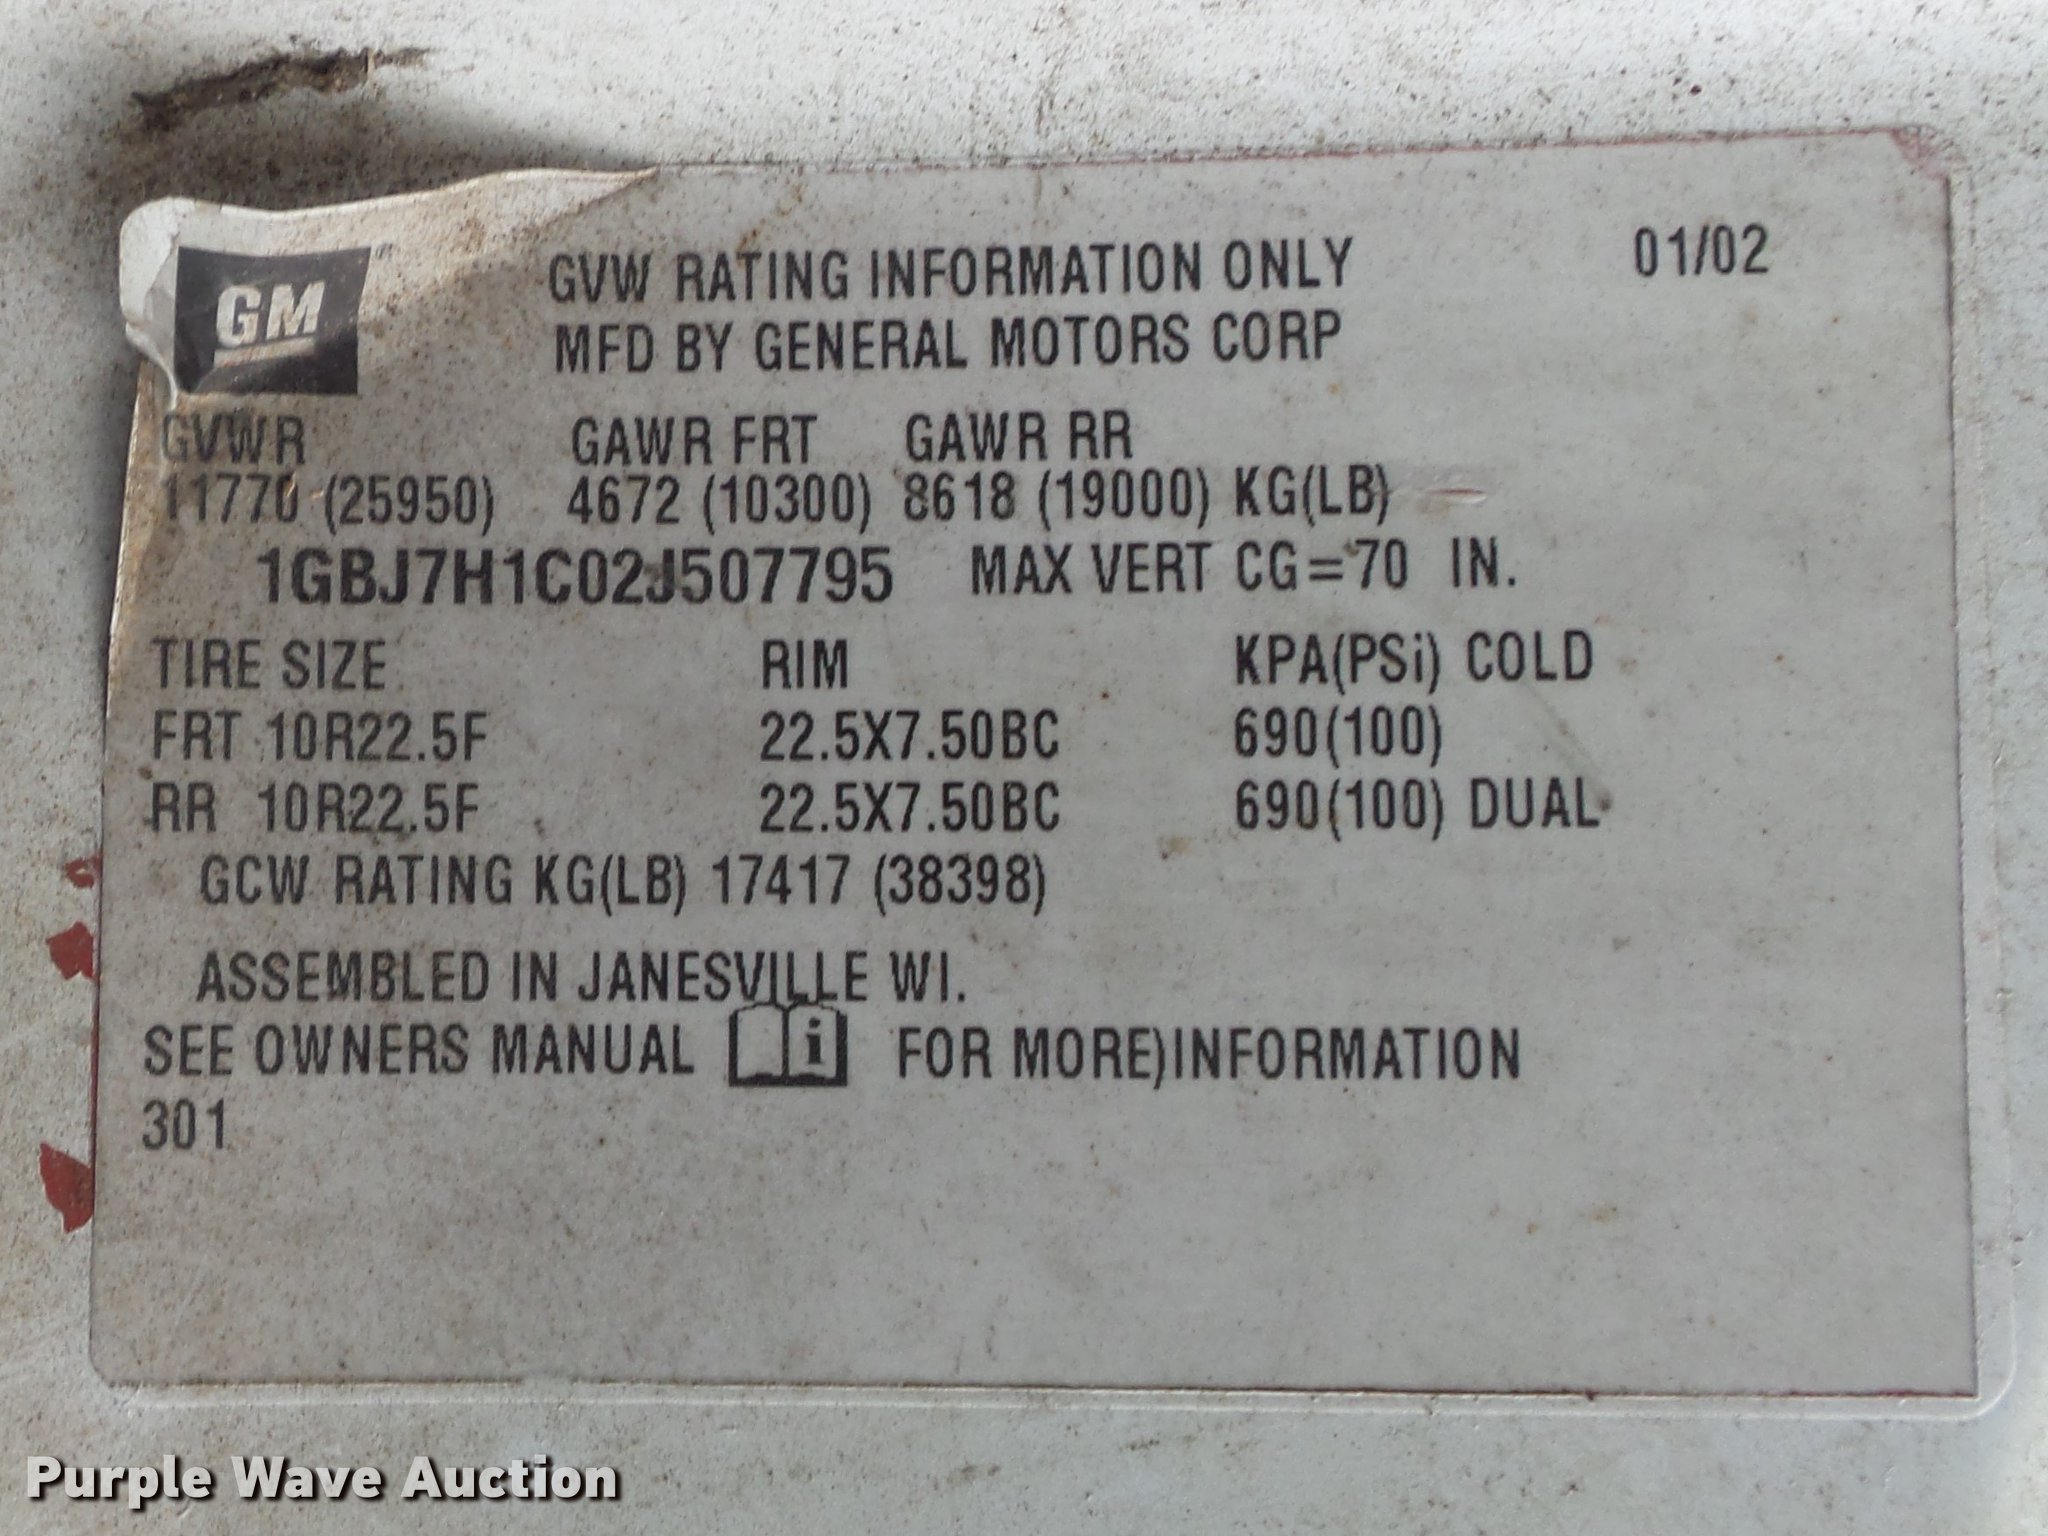 GM
GVW RATING INFORMATION ONLY 01/02
MFD BY GENERAL MOTORS CORP
GVWR GAWR FRT GAWR RR
11770 (25950) 4672 (10300) 8618 (19000) KG(LB)
1GBJ7H1C02J507795 MAX VERT CG=70 IN.
TIRE SIZE RIM KPA(PSi) COLD
FRT 10R22.5F 22.5X7.50BC 690(100)
RR 10R22.5F 22.5X7.50BC 690(100) DUAL
GCW RATING KG(LB) 17417 (38398)
ASSEMBLED IN JANESVILLE WI.
SEE OWNERS MANUAL i FOR MORE)INFORMATION
301
Purple Wave Auction